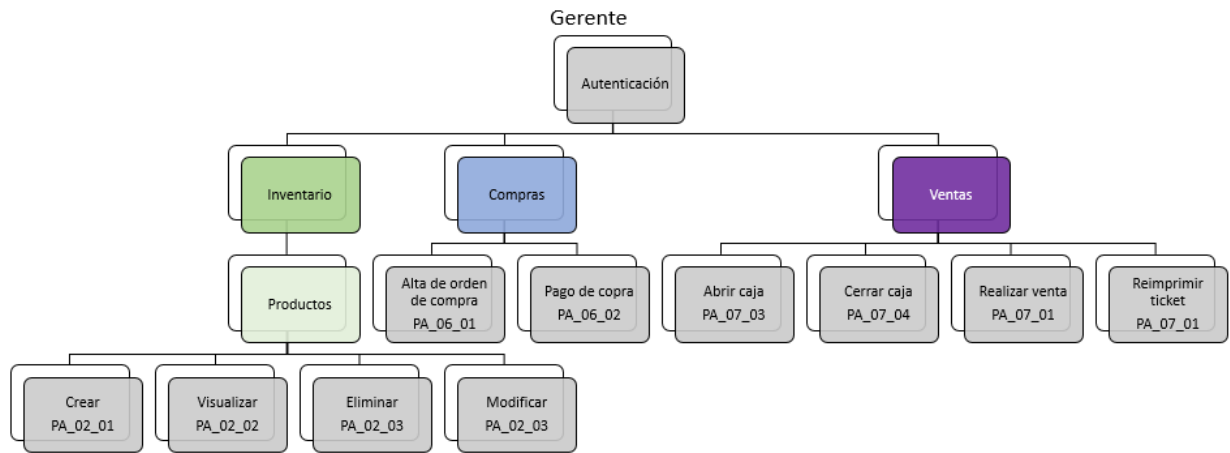 Gerente
Autenticación
Inventario
Compras
Ventas
Productos
Alta de orden
de compra
PA_06_01
Pago de copra
PA_06_02
Abrir caja
PA_07_03
Cerrar caja
PA_07_04
Realizar venta
PA_07_01
Reimprimir
ticket
PA_07_01
Crear
PA_02_01
Visualizar
PA_02_02
Eliminar
PA_02_03
Modificar
PA_02_03